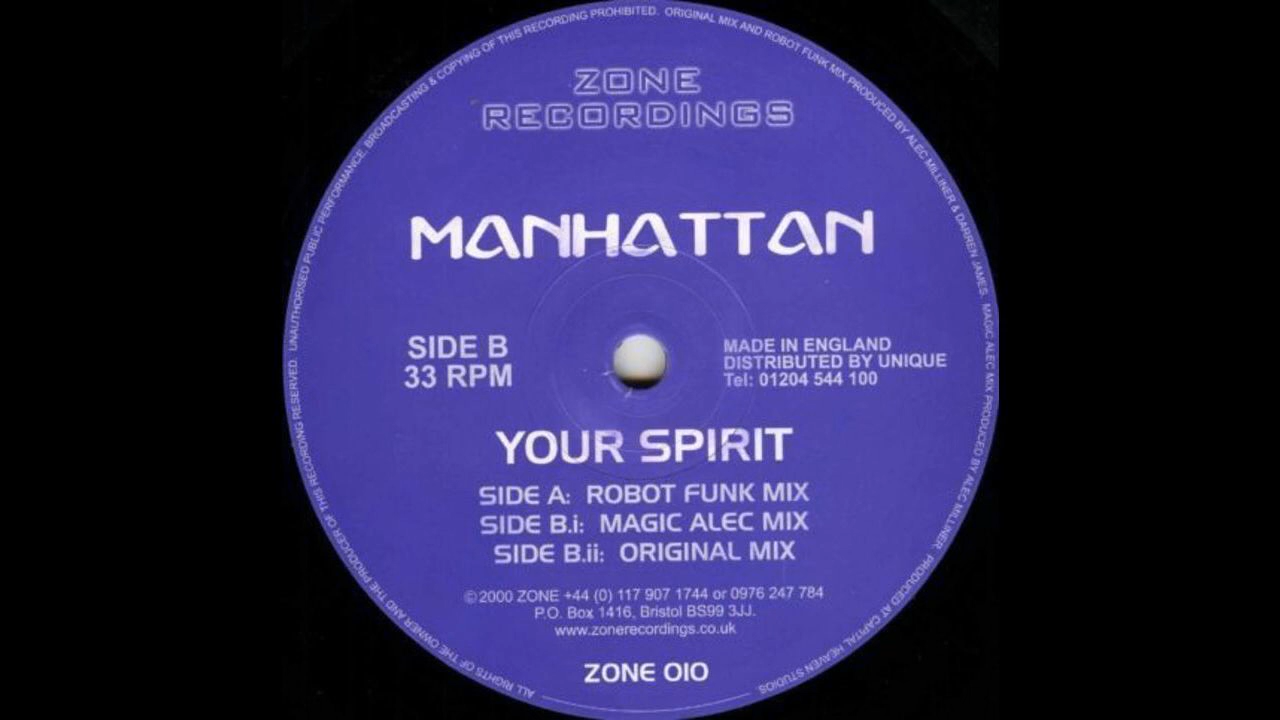 ZONE
RECORDINGS
MANHATTAN
SIDE B
33 RPM
MADE IN ENGLAND
DISTRIBUTED BY UNIQUE
Tel: 01204 544 100
YOUR SPIRIT
SIDE A: ROBOT FUNK MIX
SIDE B.i: MAGIC ALEC MIX
SIDE B.ii: ORIGINAL MIX
©2000 ZONE +44 (0) 117 907 1744 or 0976 247 784
P.O. Box 1416, Bristol BS99 3JJ.
www.zonerecordings.co.uk
ZONE 010
ALL RIGHTS OF THE OWNER AND THE PRODUCER OF THIS RECORDING RESERVED. UNAUTHORISED PUBLIC PERFORMANCE, BROADCASTING & COPYING OF THIS RECORDING PROHIBITED. ORIGINAL MIX AND ROBOT FUNK MIX PRODUCED BY ALEC MILLINER & DARREN JAMES. MAGIC ALEC MIX PRODUCED BY ALEC MILLINER. PRODUCED AT CAPITAL HEAVEN STUDIOS